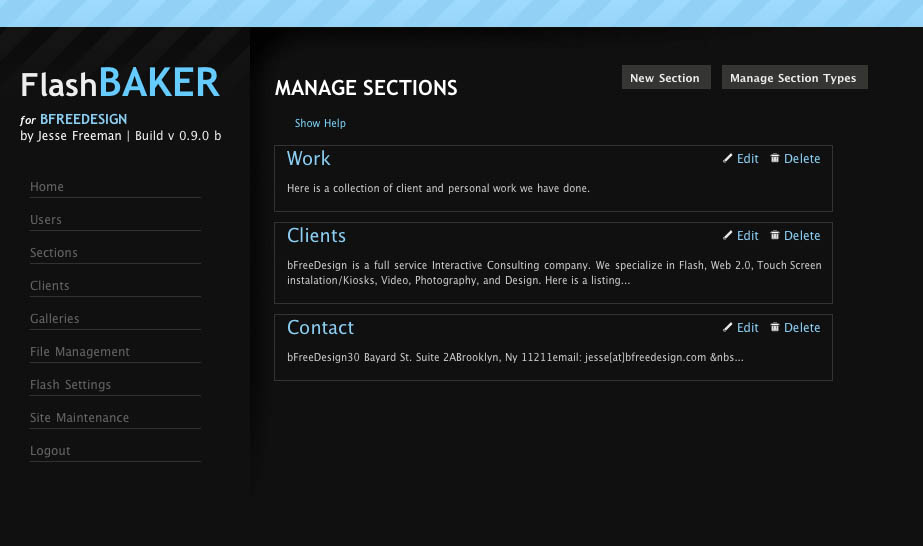 FlashBAKER
for BFREEDESIGN
by Jesse Freeman | Build v 0.9.0 b
Home
Users
Sections
Clients
Galleries
File Management
Flash Settings
Site Maintenance
Logout
MANAGE SECTIONS
New Section
Manage Section Types
Show Help
Work
Edit
Delete
Here is a collection of client and personal work we have done.
Clients
Edit
Delete
bFreeDesign is a full service Interactive Consulting company. We specialize in Flash, Web 2.0, Touch Screen
instalation/Kiosks, Video, Photography, and Design. Here is a listing...
Contact
Edit
Delete
bFreeDesign30 Bayard St. Suite 2ABrooklyn, Ny 11211email: jesse[at]bfreedesign.com &nbs...